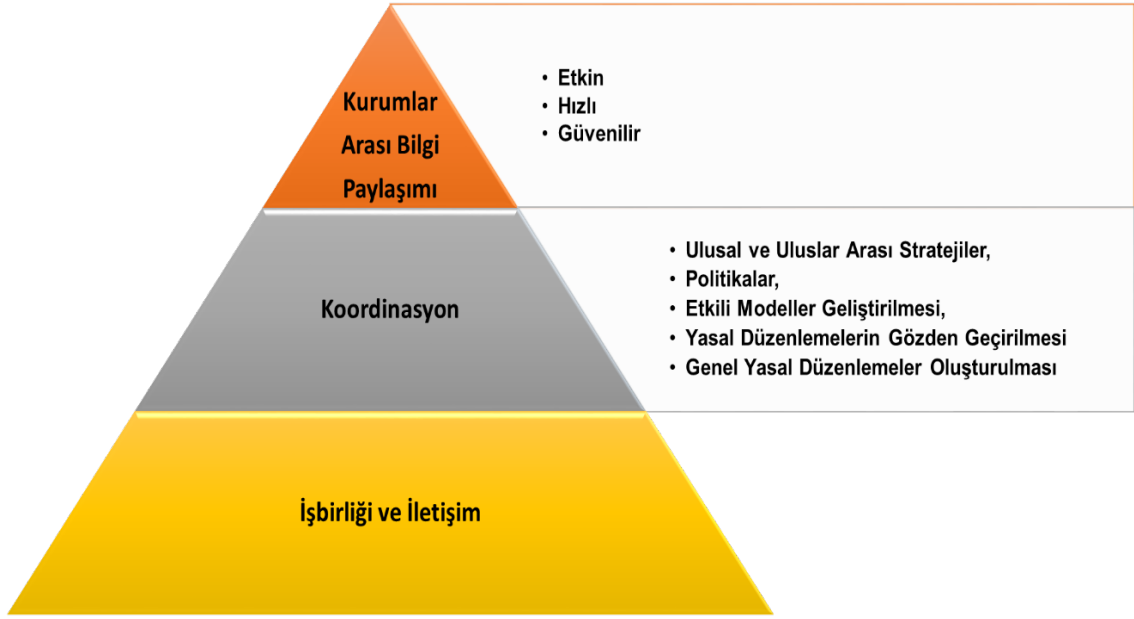 Kurumlar
Arası Bilgi
Paylaşımı
• Etkin
• Hızlı
• Güvenilir
Koordinasyon
• Ulusal ve Uluslar Arası Stratejiler,
• Politikalar,
• Etkili Modeller Geliştirilmesi,
• Yasal Düzenlemelerin Gözden Geçirilmesi
• Genel Yasal Düzenlemeler Oluşturulması
İşbirliği ve İletişim